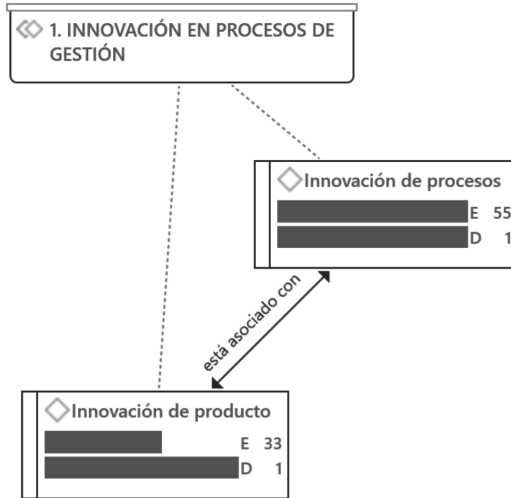 1. INNOVACIÓN EN PROCESOS DE
GESTIÓN
Innovación de procesos
E 55
D 1
está asociado con
Innovación de producto
E 33
D 1